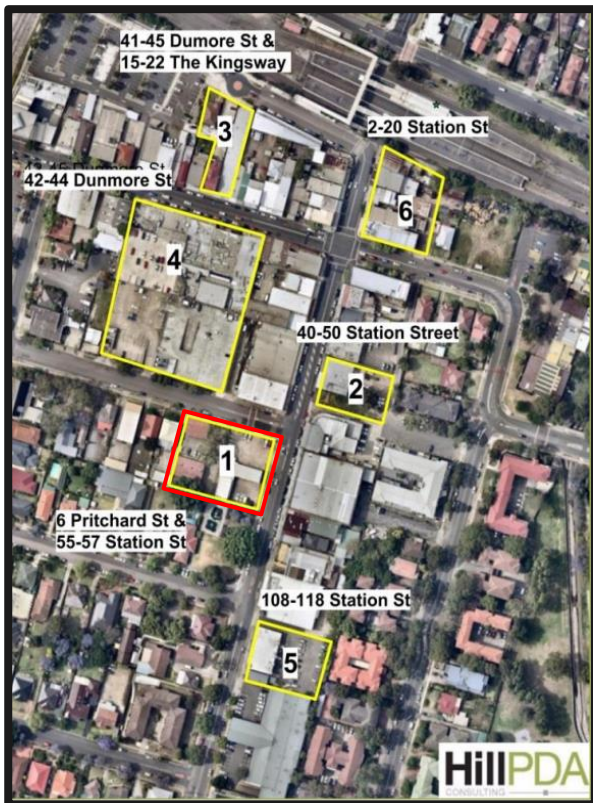 41-45 Dumore St &
15-22 The Kingsway
3
2-20 Station St
42-44 Dunmore St
6
4
40-50 Station Street
2
1
6 Pritchard St &
55-57 Station St
108-118 Station St
5
HillPDA
CONSULTING